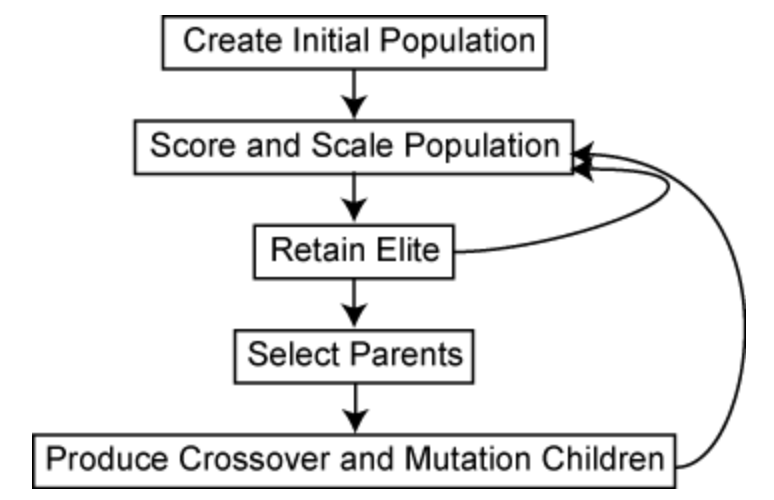 Create Initial Population
Score and Scale Population
Retain Elite
Select Parents
Produce Crossover and Mutation Children